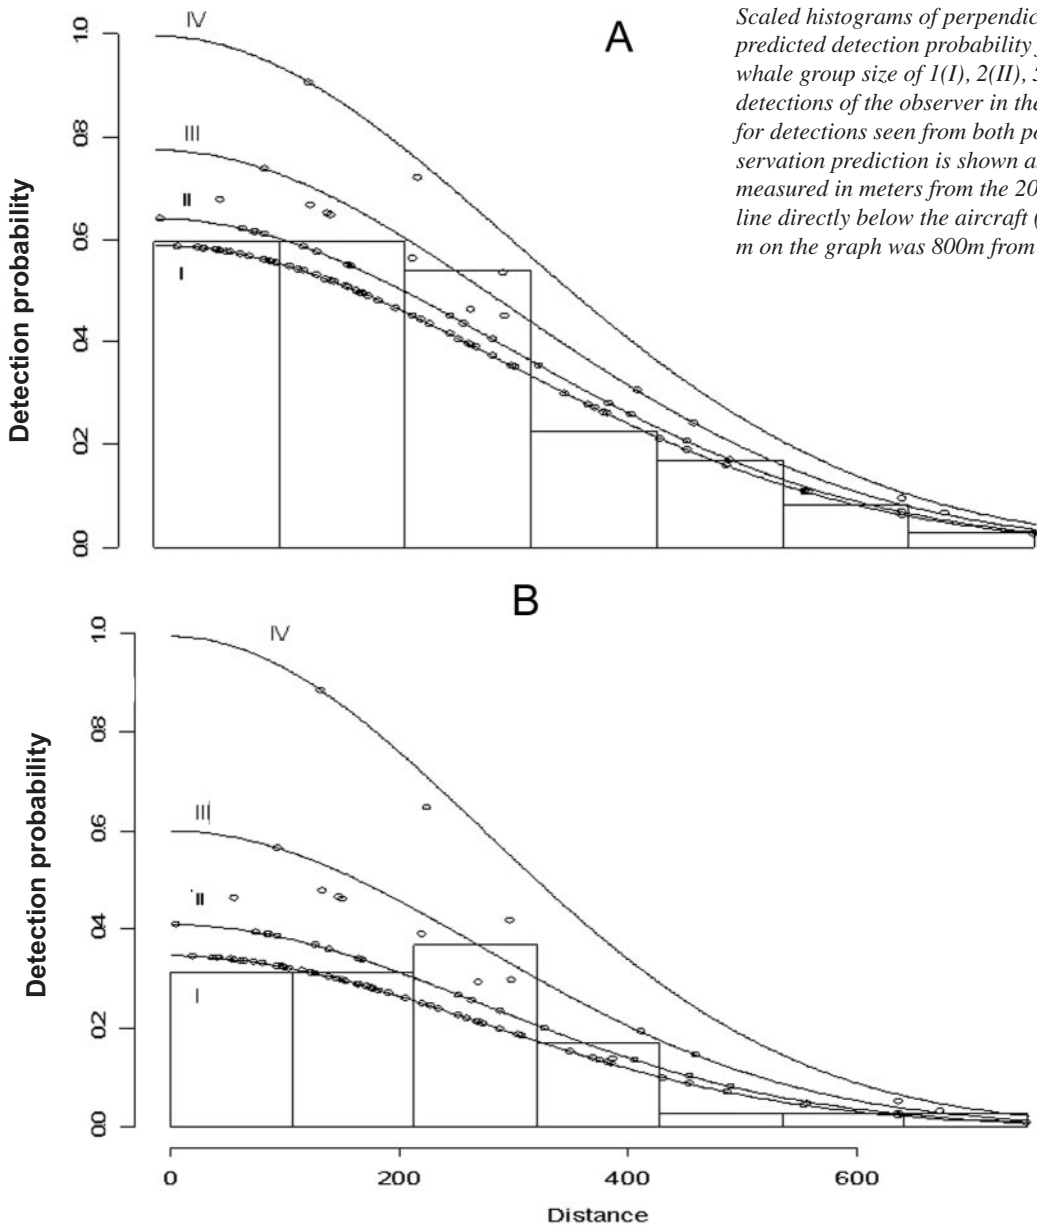 Scaled histograms of perpendic
predicted detection probability
whale group size of 1(I), 2(II),
detections of the observer in the
for detections seen from both po
servation prediction is shown a
measured in meters from the 20
line directly below the aircraft (
m on the graph was 800m from
A
IV
III
II
I
Detection probability
1.0
0.8
0.6
0.4
0.2
0.0
B
IV
III
II
I
Detection probability
1.0
0.8
0.6
0.4
0.2
0.0
0 200 400 600
Distance